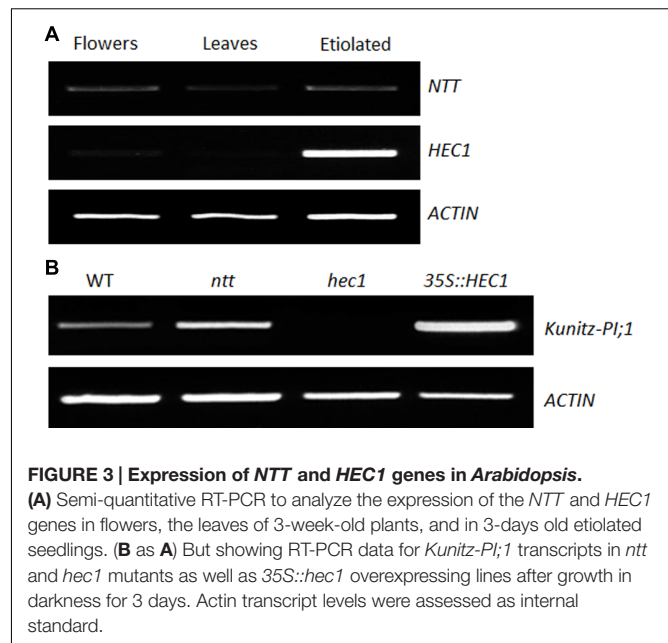 A
Flowers Leaves Etiolated
NTT
HEC1
ACTIN
B
WT ntt hec1 35S::HEC1
Kunitz-PI;1
ACTIN
FIGURE 3 | Expression of NTT and HEC1 genes in Arabidopsis.
(A) Semi-quantitative RT-PCR to analyze the expression of the NTT and HEC1
genes in flowers, the leaves of 3-week-old plants, and in 3-days old etiolated
seedlings. (B as A) But showing RT-PCR data for Kunitz-PI;1 transcripts in ntt
and hec1 mutants as well as 35S::hec1 overexpressing lines after growth in
darkness for 3 days. Actin transcript levels were assessed as internal
standard.